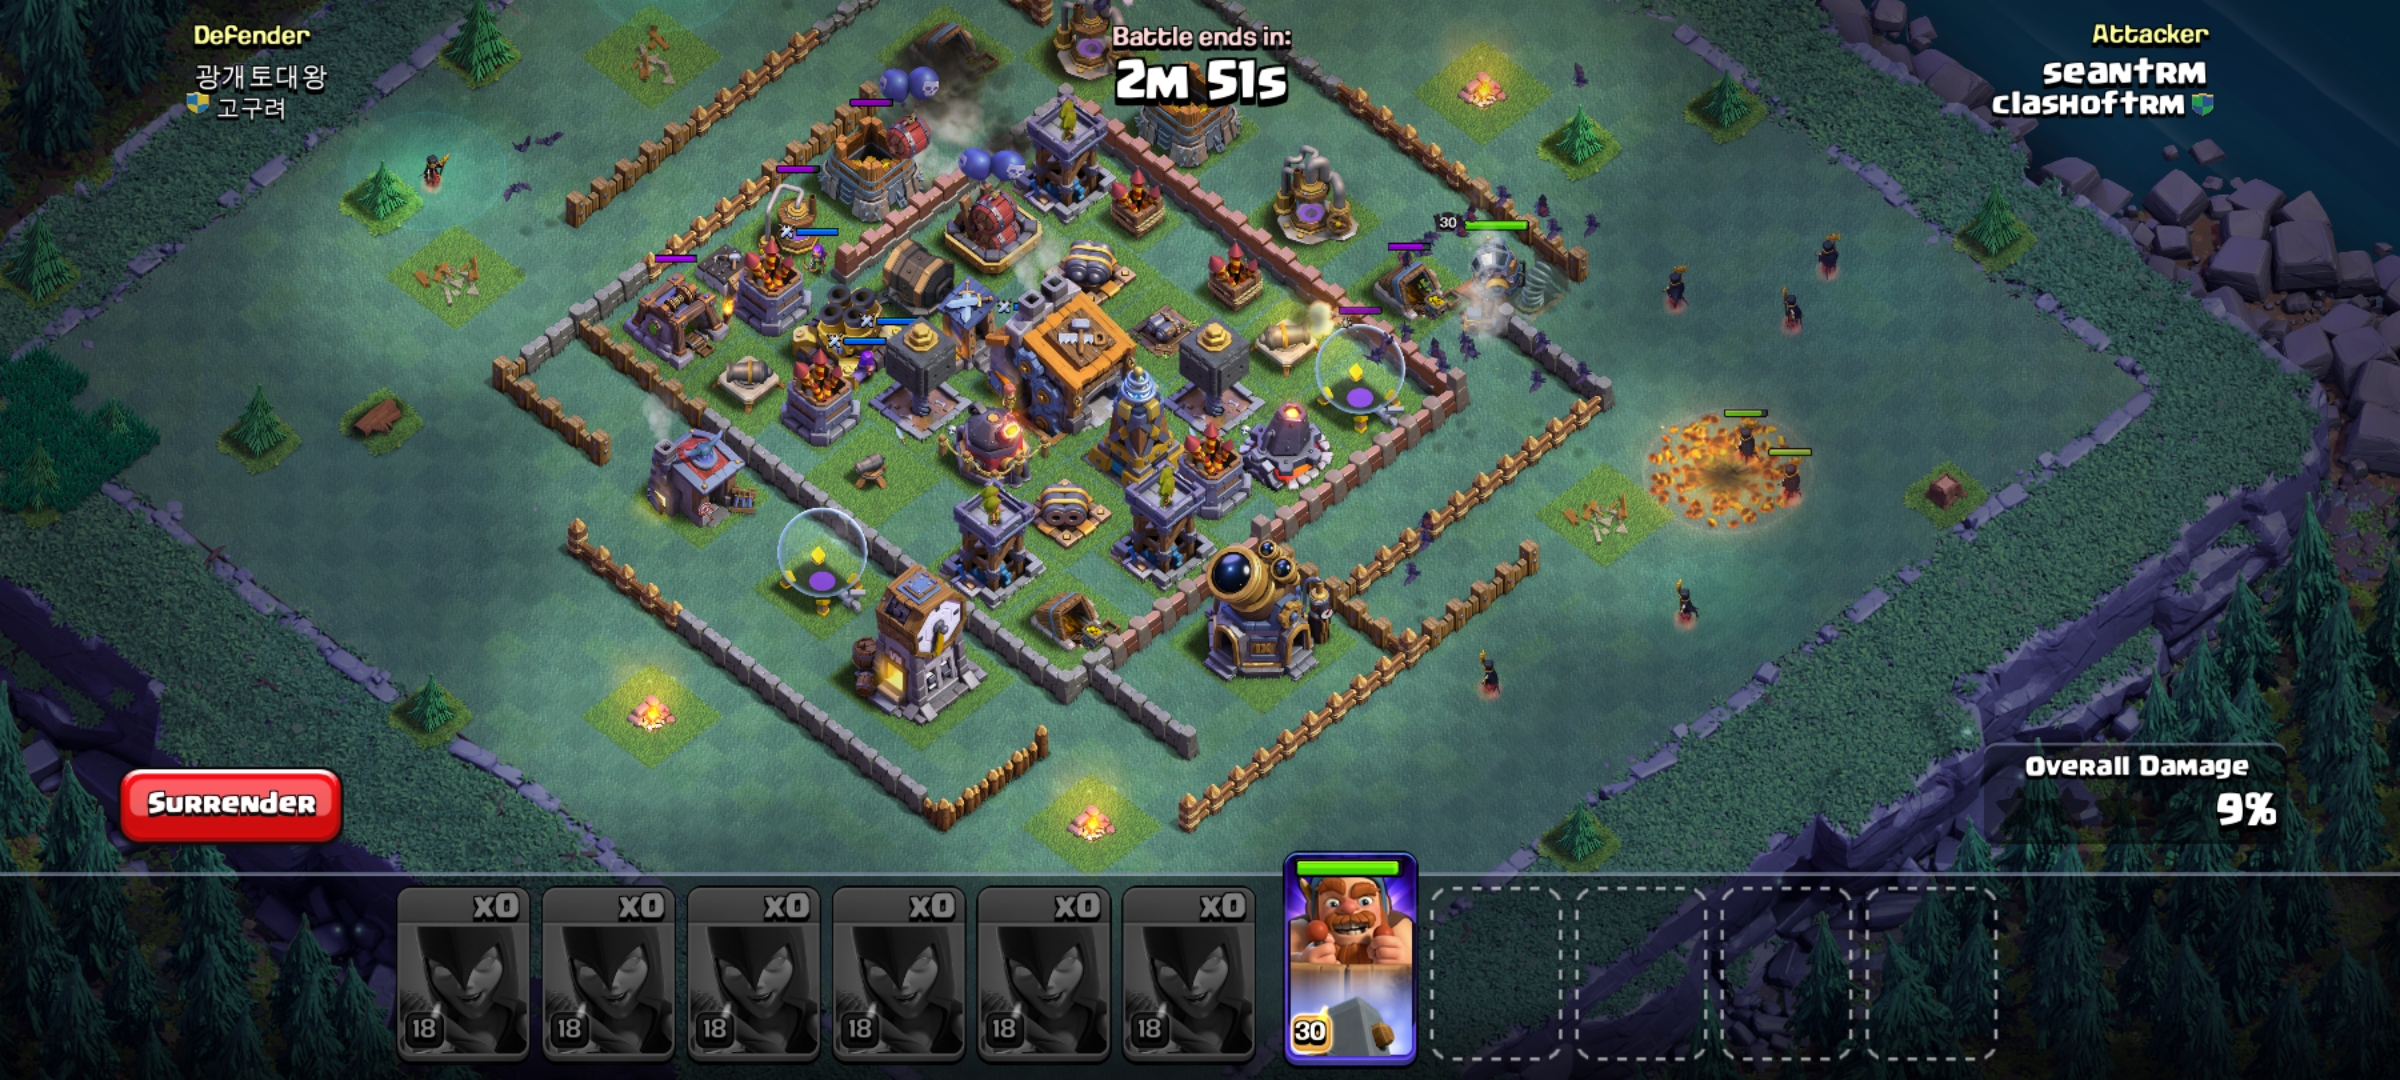 Defender
광개토대왕
고구려
Battle ends in:
2M 51s
Attacker
seantRM
clashoftRM
30
Surrender
Overall Damage
9%
x0
x0
x0
x0
x0
x0
18
18
18
18
18
18
30